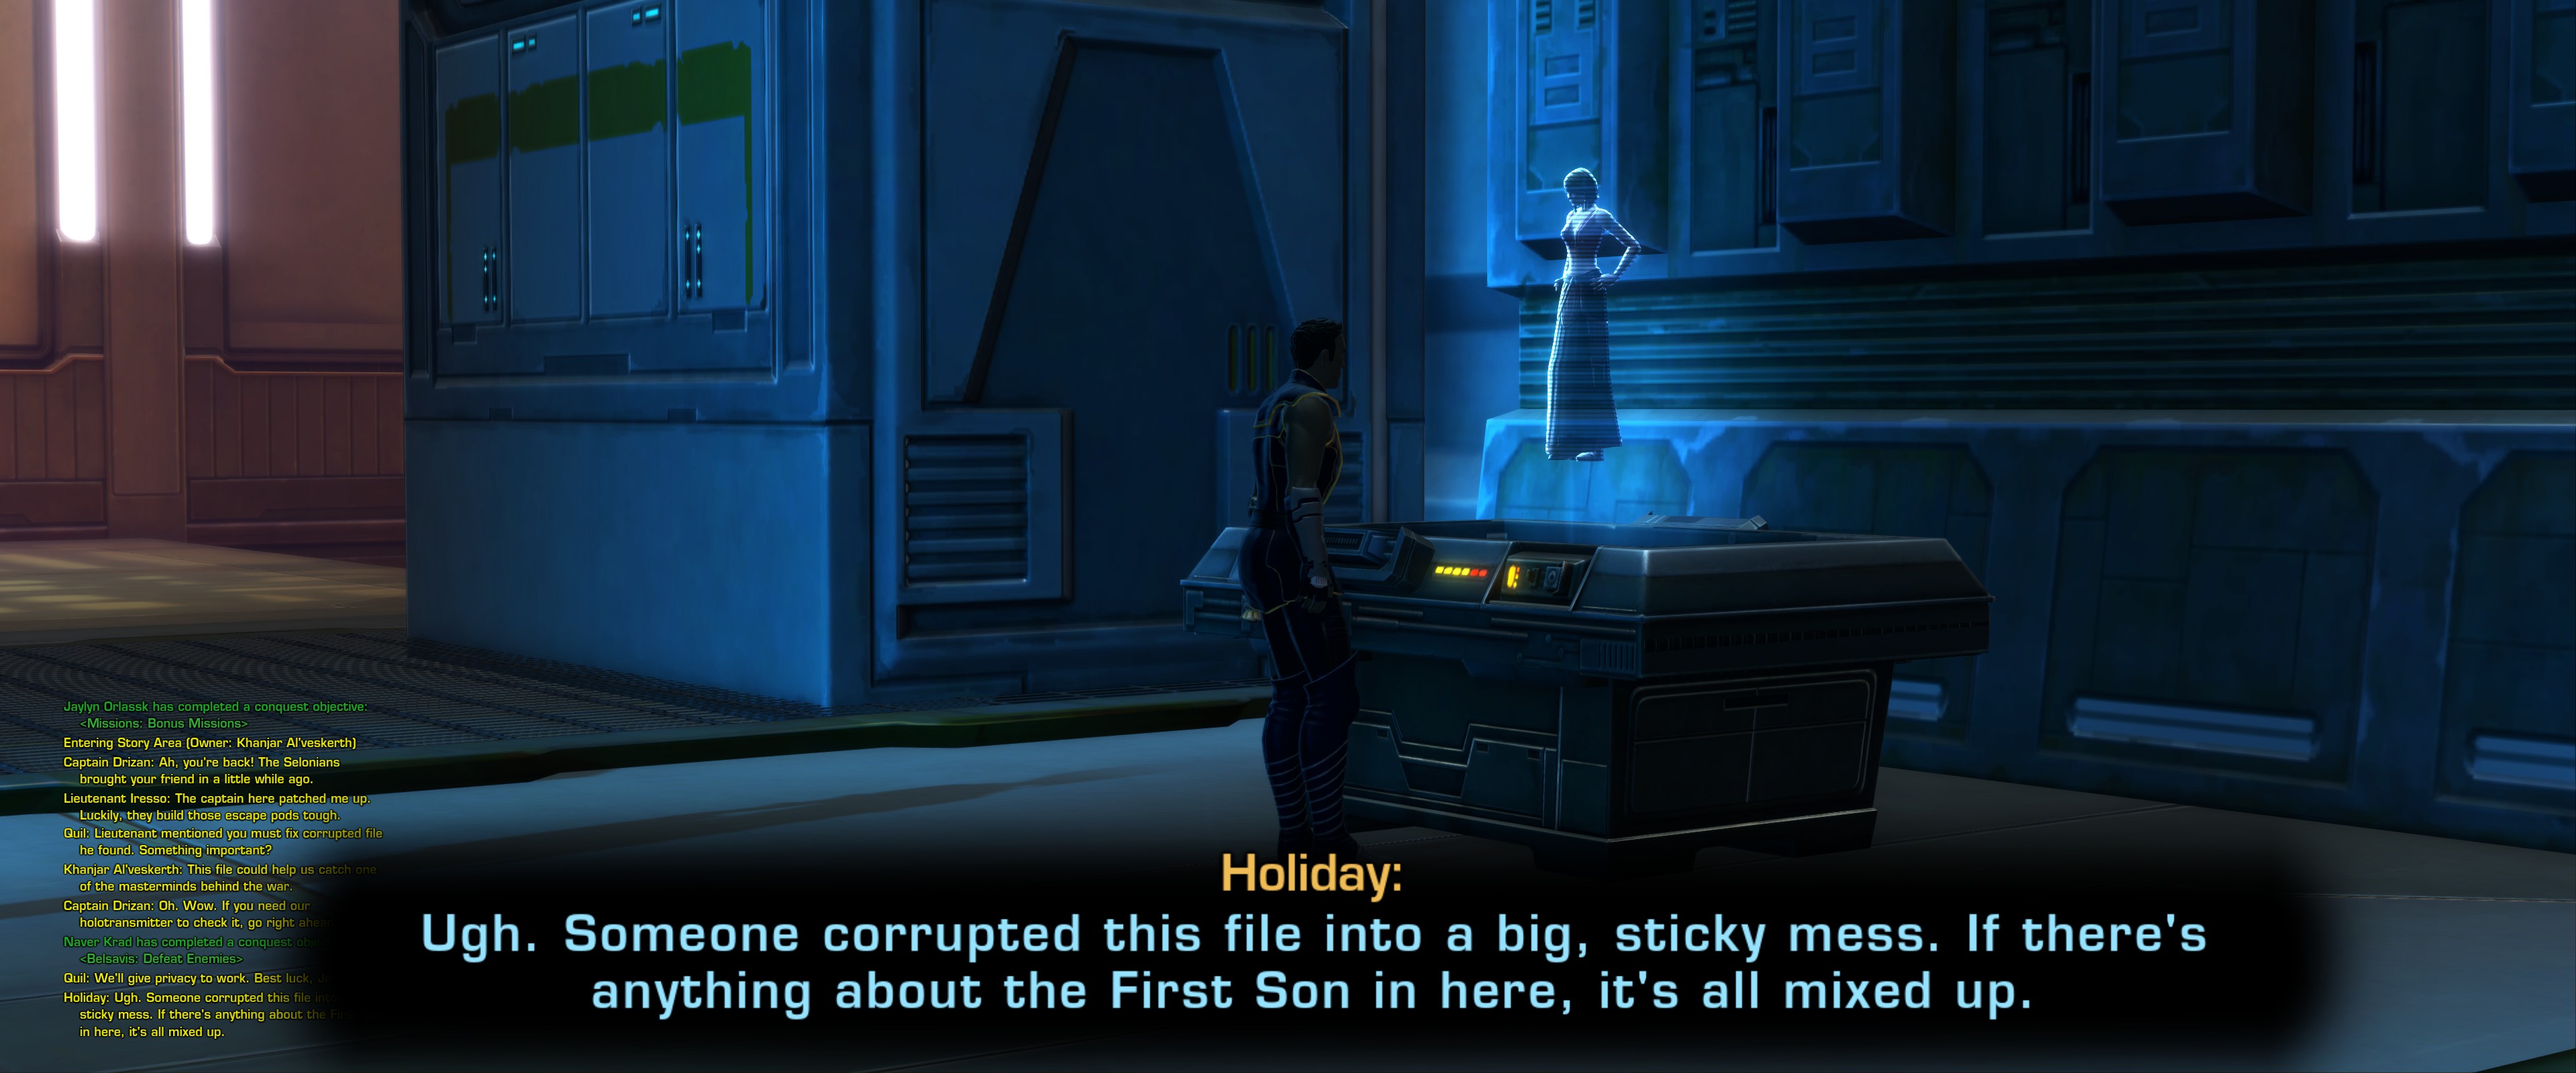 Jaylyn Orlassk has completed a conquest objective:
<Missions: Bonus Missions>
Entering Story Area (Owner: Khanjar Al'veskerth)
Captain Drizan: Ah, you're back! The Selonians
brought your friend in a little while ago.
Lieutenant Iresso: The captain here patched me up.
Luckily, they build those escape pods tough.
Quil: Lieutenant mentioned you must fix corrupted file
he found. Something important?
Khanjar Al'veskerth: This file could help us catch one
of the masterminds behind the war.
Captain Drizan: Oh. Wow. If you need our
holotransmitter to check it, go right
Naver Krad has completed a conquest
<Belsavis: Defeat Enemies>
Quil: We'll give privacy to work. Best luck,
Holiday: Ugh. Someone corrupted this file
sticky mess. If there's anything about the
in here, it's all mixed up.
Holiday:
Ugh. Someone corrupted this file into a big, sticky mess. If there's
anything about the First Son in here, it's all mixed up.